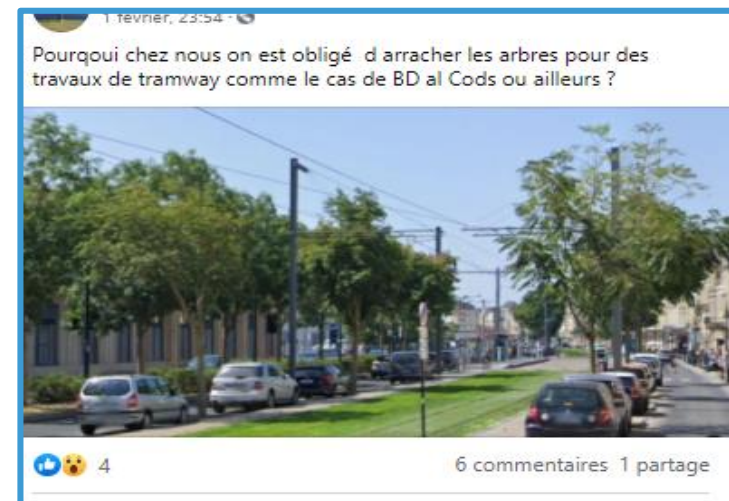 1 février, 23:54 ·
Pourqoui chez nous on est obligé d arracher les arbres pour des
travaux de tramway comme le cas de BD al Cods ou ailleurs ?
4
6 commentaires 1 partage